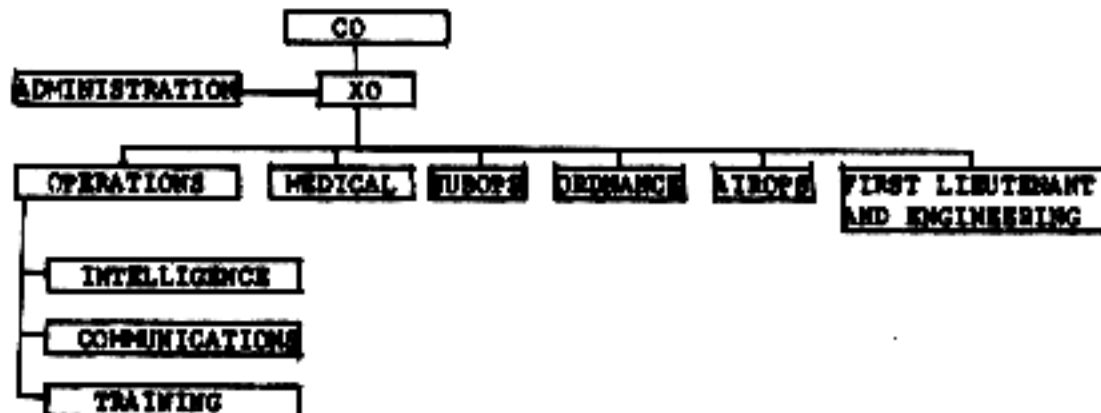 CO
ADMINISTRATION
XO
OPERATIONS
MEDICAL
SUBOPS
ORDNANCE
AIROPS
FIRST LIEUTENANT
AND ENGINEERING
INTELLIGENCE
COMMUNICATIONS
TRAINING